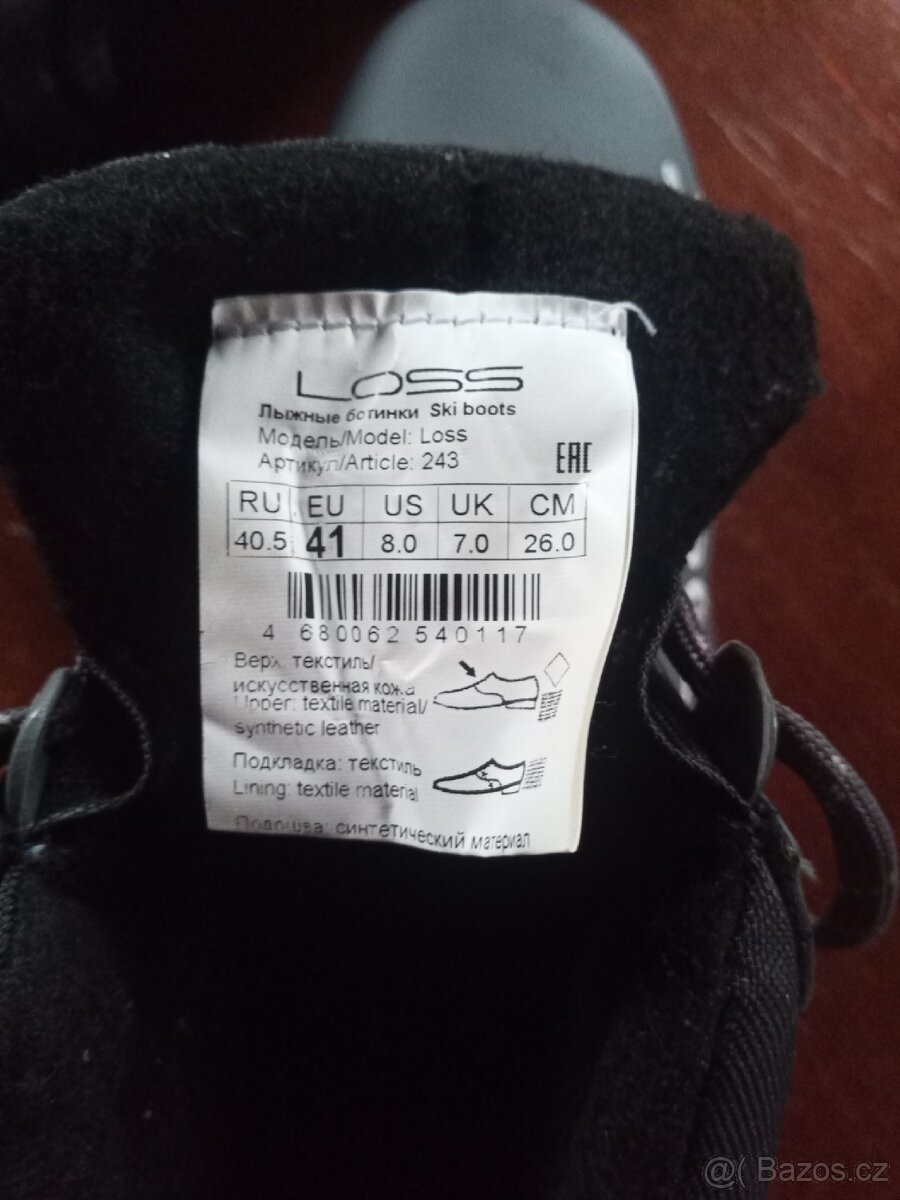 LOSS
Лыжные ботинки Ski boots
Модель/Model: Loss
Артикул/Article: 243
EAC
RU EU US UK CM
40.5 41 8.0 7.0 26.0
4 680062 540117
Верх: текстиль/
искусственная кожа
Upper: textile material/
synthetic leather
Подкладка: текстиль
Lining: textile material
Подошва: синтетический материал
@( Bazos.cz